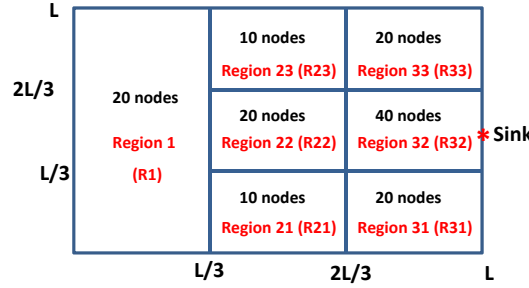 L
10 nodes
Region 23 (R23)
20 nodes
Region 33 (R33)
2L/3
20 nodes
Region 1
(R1)
20 nodes
Region 22 (R22)
40 nodes
Region 32 (R32)
* Sink
L/3
10 nodes
Region 21 (R21)
20 nodes
Region 31 (R31)
L/3
2L/3
L